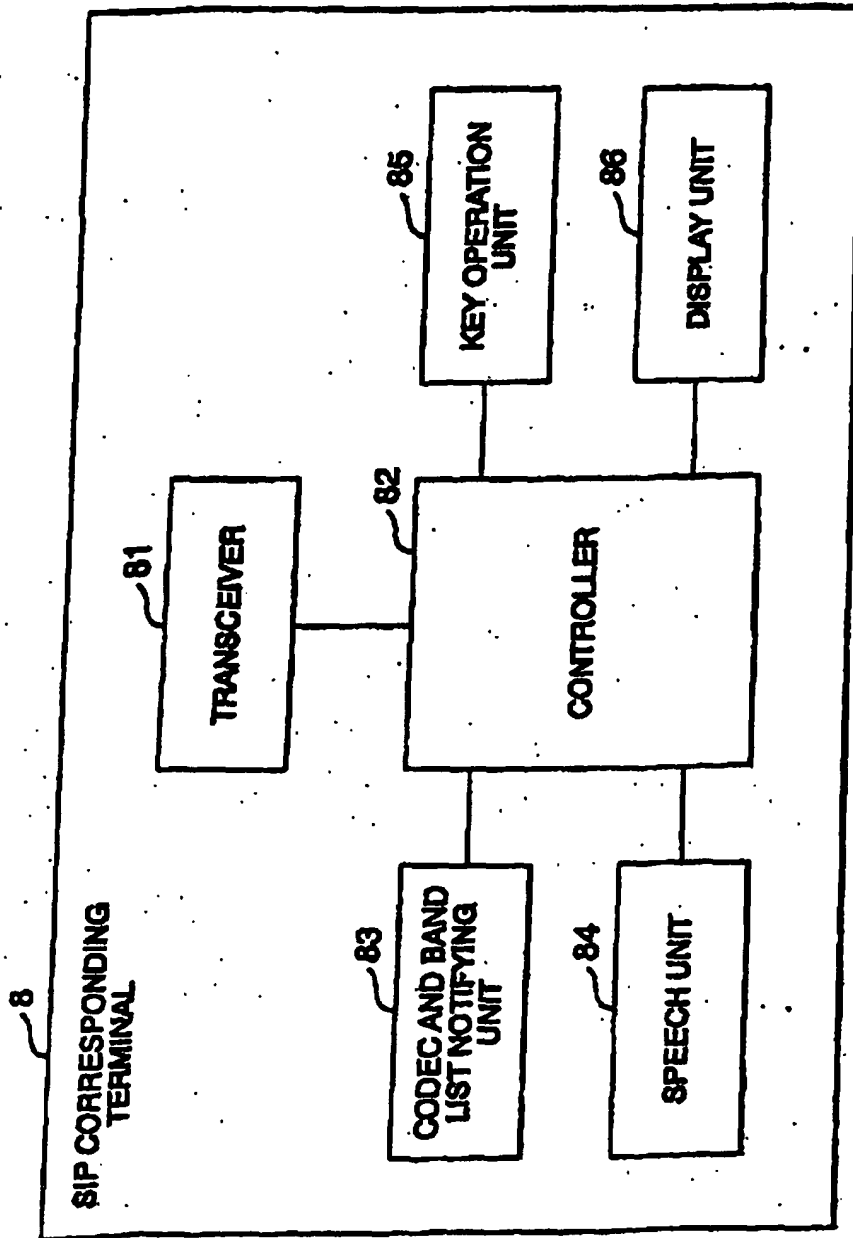 8
SIP CORRESPONDING
TERMINAL
81
TRANSCEIVER
83
CODEC AND BAND
LIST NOTIFYING
UNIT
82
CONTROLLER
85
KEY OPERATION
UNIT
84
SPEECH UNIT
86
DISPLAY UNIT